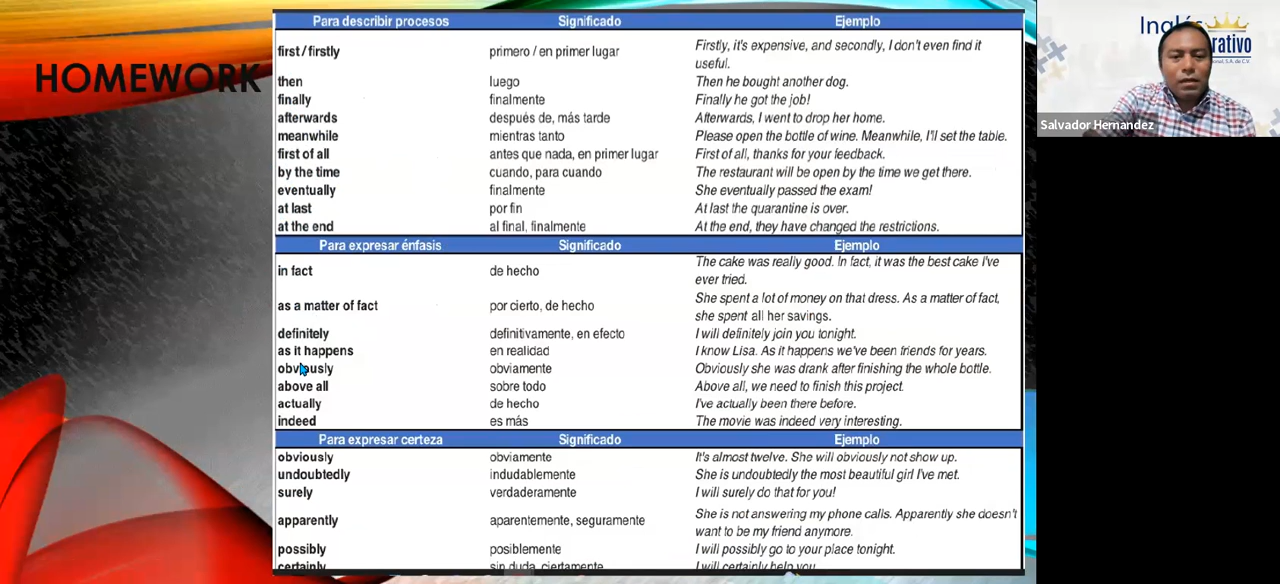 HOMEWORK
Para describir procesos Significado Ejemplo
first / firstly primero / en primer lugar Firstly, it's expensive, and secondly, I don't even find it
useful.
then luego Then he bought another dog.
finally finalmente Finally he got the job!
afterwards después de, más tarde Afterwards, I went to drop her home.
meanwhile mientras tanto Please open the bottle of wine. Meanwhile, I'll set the table.
first of all antes que nada, en primer lugar First of all, thanks for your feedback.
by the time cuando, para cuando The restaurant will be open by the time we get there.
eventually finalmente She eventually passed the exam!
at last por fin At last the quarantine is over.
at the end al final, finalmente At the end, they have changed the restrictions.
Para expresar énfasis Significado Ejemplo
in fact de hecho The cake was really good. In fact, it was the best cake I've
ever tried.
as a matter of fact por cierto, de hecho She spent a lot of money on that dress. As a matter of fact,
she spent all her savings.
definitely definitivamente, en efecto I will definitely join you tonight.
as it happens en realidad I know Lisa. As it happens we've been friends for years.
obviously obviamente Obviously she was drank after finishing the whole bottle.
above all sobre todo Above all, we need to finish this project.
actually de hecho I've actually been there before.
indeed es más The movie was indeed very interesting.
Para expresar certeza Significado Ejemplo
obviously obviamente It's almost twelve. She will obviously not show up.
undoubtedly indudablemente She is undoubtedly the most beautiful girl I've met.
surely verdaderamente I will surely do that for you!
apparently aparentemente, seguramente She is not answering my phone calls. Apparently she doesn't
want to be my friend anymore.
possibly posiblemente I will possibly go to your place tonight.
certainly sin duda, ciertamente I will certainly help you
Salvador Hernandez